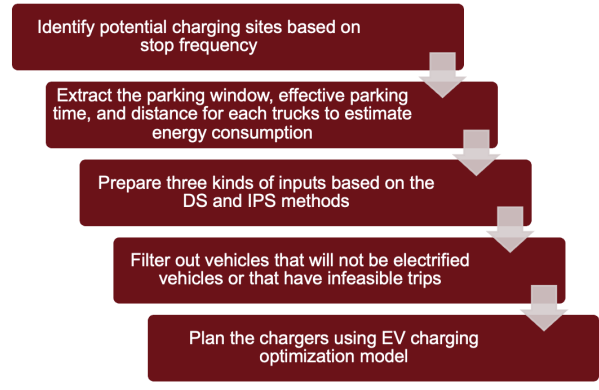 Identify potential charging sites based on
stop frequency
Extract the parking window, effective parking
time, and distance for each trucks to estimate
energy consumption
Prepare three kinds of inputs based on the
DS and IPS methods
Filter out vehicles that will not be electrified
vehicles or that have infeasible trips
Plan the chargers using EV charging
optimization model